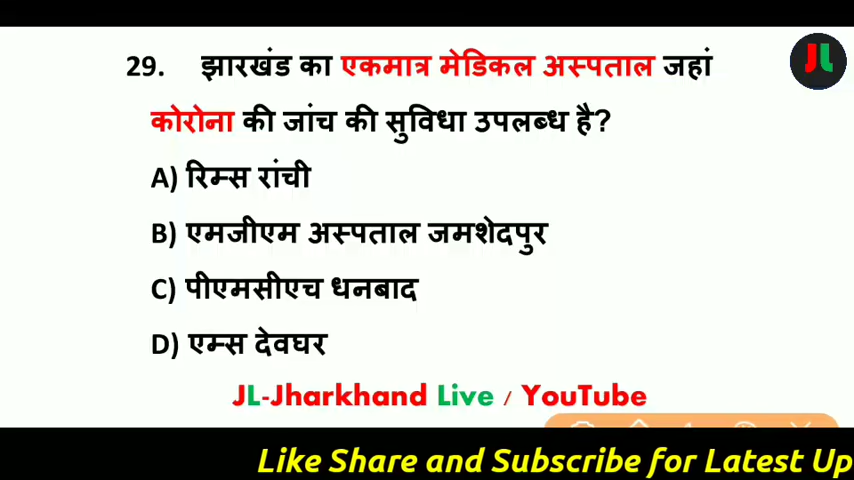 JL
29. झारखंड का एकमात्र मेडिकल अस्पताल जहां
कोरोना की जांच की सुविधा उपलब्ध है?
A) रिम्स रांची
B) एमजीएम अस्पताल जमशेदपुर
C) पीएमसीएच धनबाद
D) एम्स देवघर
JL-Jharkhand Live / YouTube
Like Share and Subscribe for Latest Up